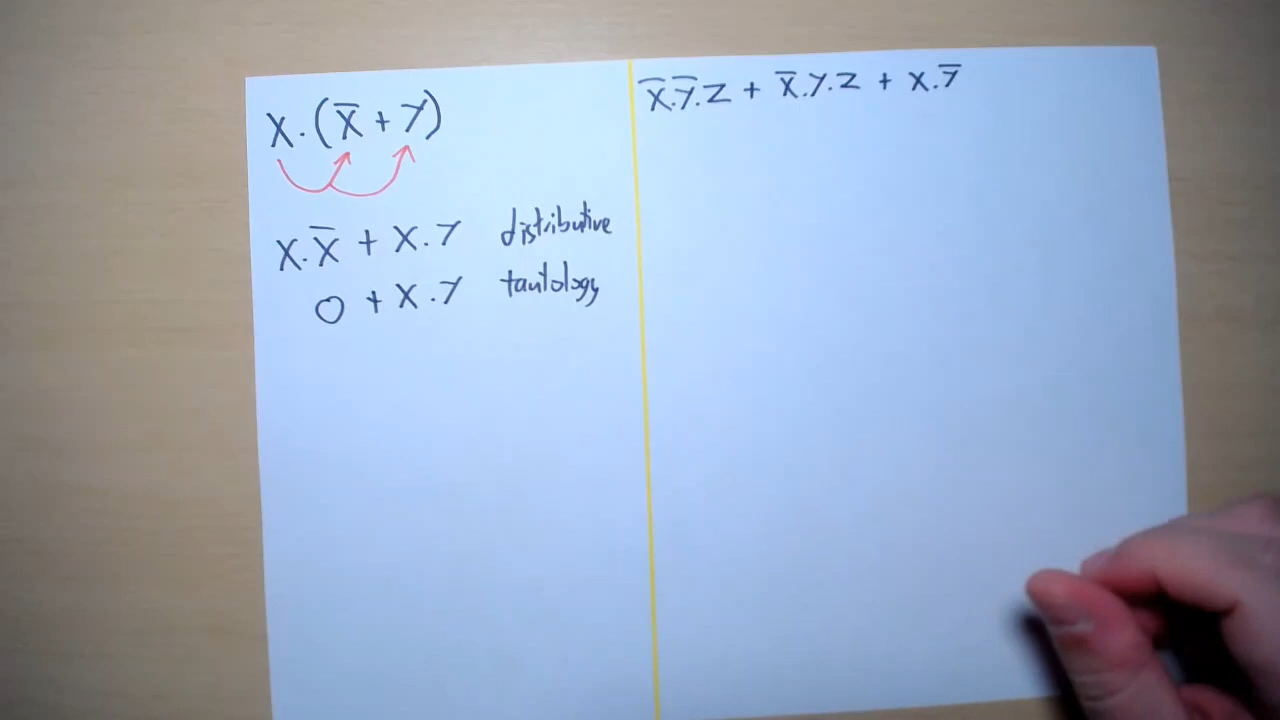 X.(X̅ + Y)
X.X̅ + X.Y distributive
0 + X.Y tautology
X̅.Y̅.Z + X̅.Y.Z + X.Y̅